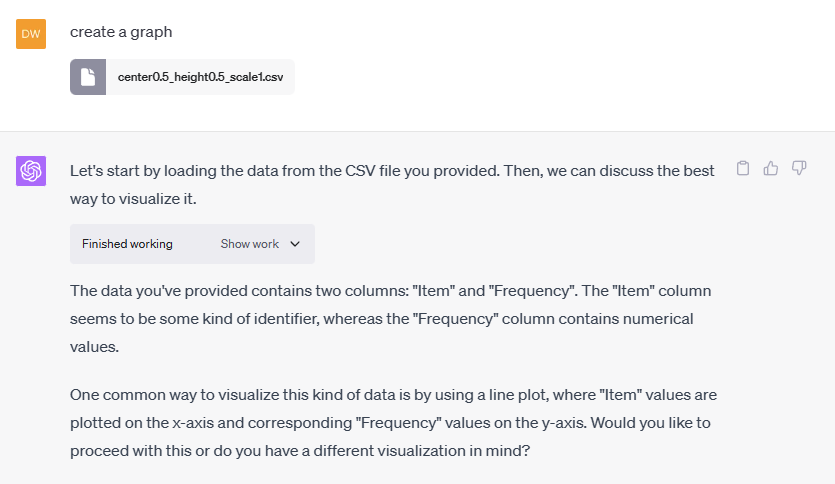 DW
create a graph
center0.5_height0.5_scale1.csv
Let's start by loading the data from the CSV file you provided. Then, we can discuss the best
way to visualize it.
Finished working Show work
The data you've provided contains two columns: "Item" and "Frequency". The "Item" column
seems to be some kind of identifier, whereas the "Frequency" column contains numerical
values.
One common way to visualize this kind of data is by using a line plot, where "Item" values are
plotted on the x-axis and corresponding "Frequency" values on the y-axis. Would you like to
proceed with this or do you have a different visualization in mind?